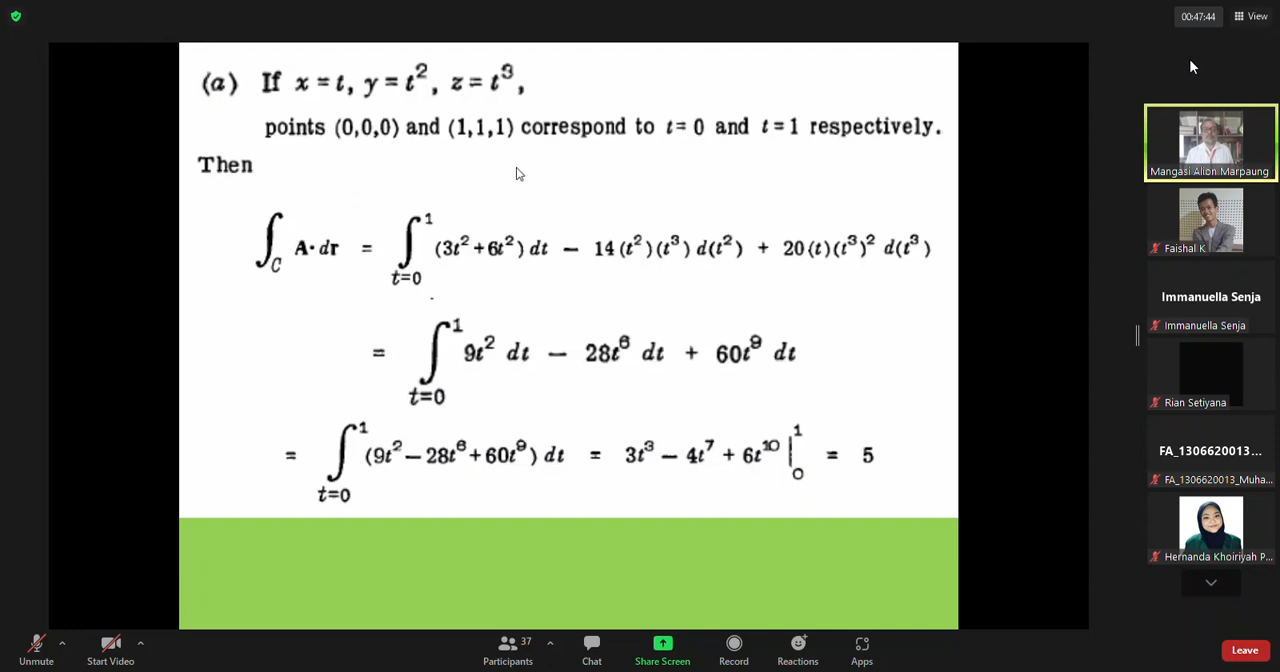 00:47:44
View
(a) If x = t, y = t², z = t³,
points (0,0,0) and (1,1,1) correspond to t = 0 and t = 1 respectively.
Then
∫_C A·dr = ∫_{t=0}^{1} (3t² + 6t²) dt − 14(t²)(t³) d(t²) + 20(t)(t³)² d(t³)
= ∫_{t=0}^{1} 9t² dt − 28t⁶ dt + 60t⁹ dt
= ∫_{t=0}^{1} (9t² − 28t⁶ + 60t⁹) dt = 3t³ − 4t⁷ + 6t¹⁰ |_0^1 = 5
Mangasi Alion Marpaung
Faishal K
Immanuella Senja
Immanuella Senja
Rian Setiyana
FA_1306620013...
FA_1306620013_Muha...
Hernanda Khoiriyah P...
Unmute
Start Video
37
Participants
Chat
Share Screen
Record
Reactions
Apps
Leave